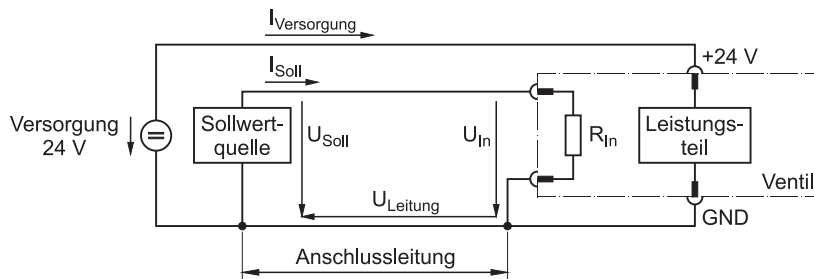 IVersorgung
+24 V
ISoll
Versorgung
24 V
Sollwert-
quelle
USoll
UIn
RIn
Leistungs-
teil
Ventil
ULeitung
GND
Anschlussleitung